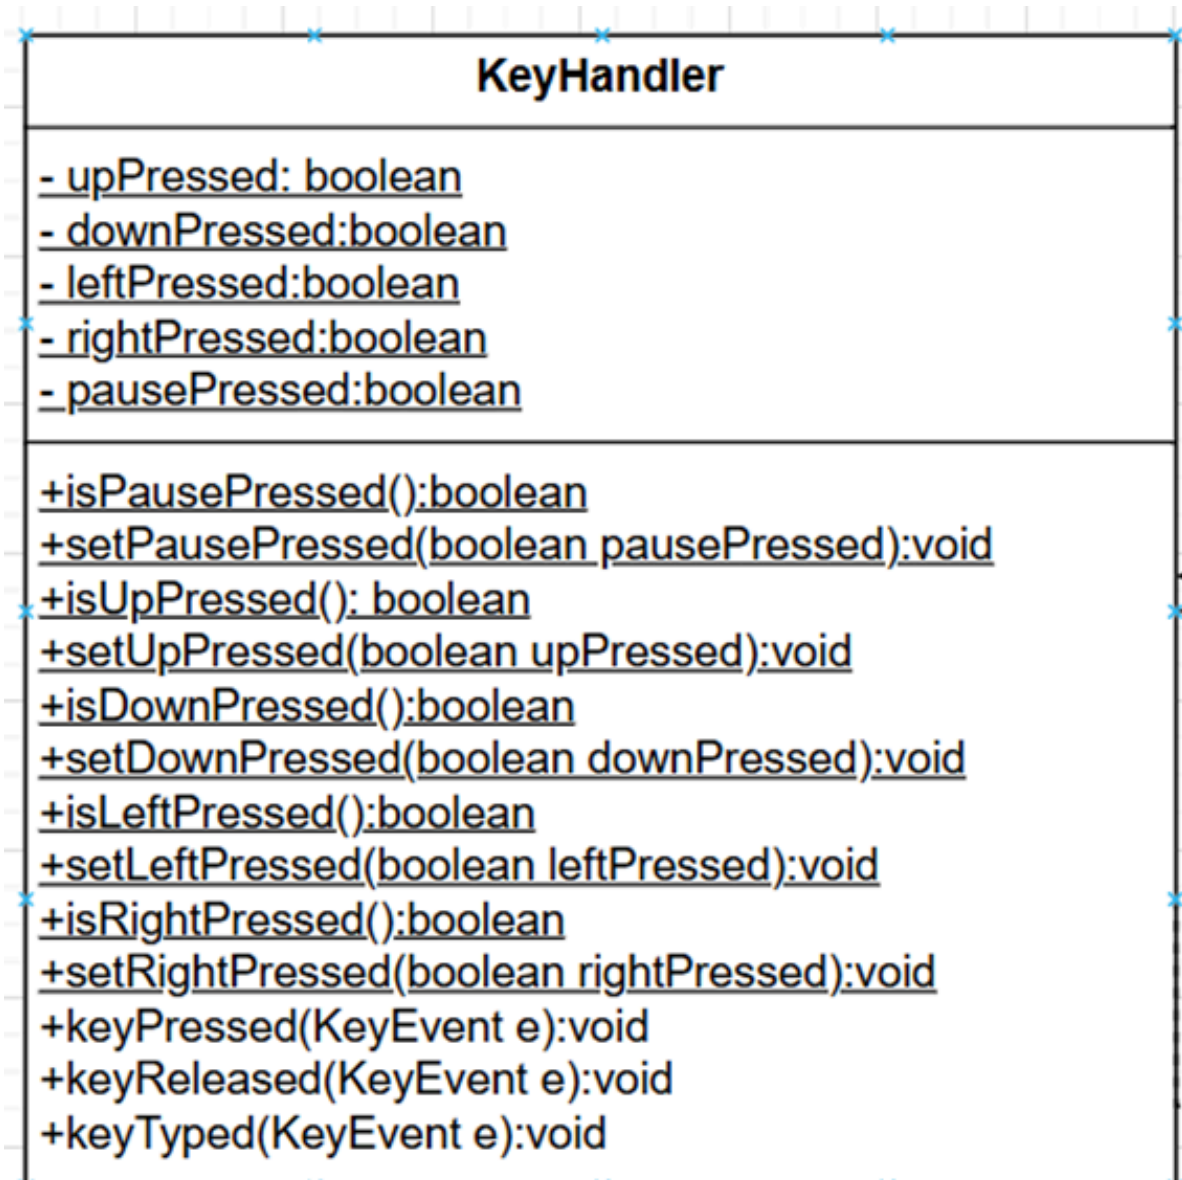 KeyHandler
- upPressed: boolean
- downPressed:boolean
- leftPressed:boolean
- rightPressed:boolean
- pausePressed:boolean
+isPausePressed():boolean
+setPausePressed(boolean pausePressed):void
+isUpPressed(): boolean
+setUpPressed(boolean upPressed):void
+isDownPressed():boolean
+setDownPressed(boolean downPressed):void
+isLeftPressed():boolean
+setLeftPressed(boolean leftPressed):void
+isRightPressed():boolean
+setRightPressed(boolean rightPressed):void
+keyPressed(KeyEvent e):void
+keyReleased(KeyEvent e):void
+keyTyped(KeyEvent e):void